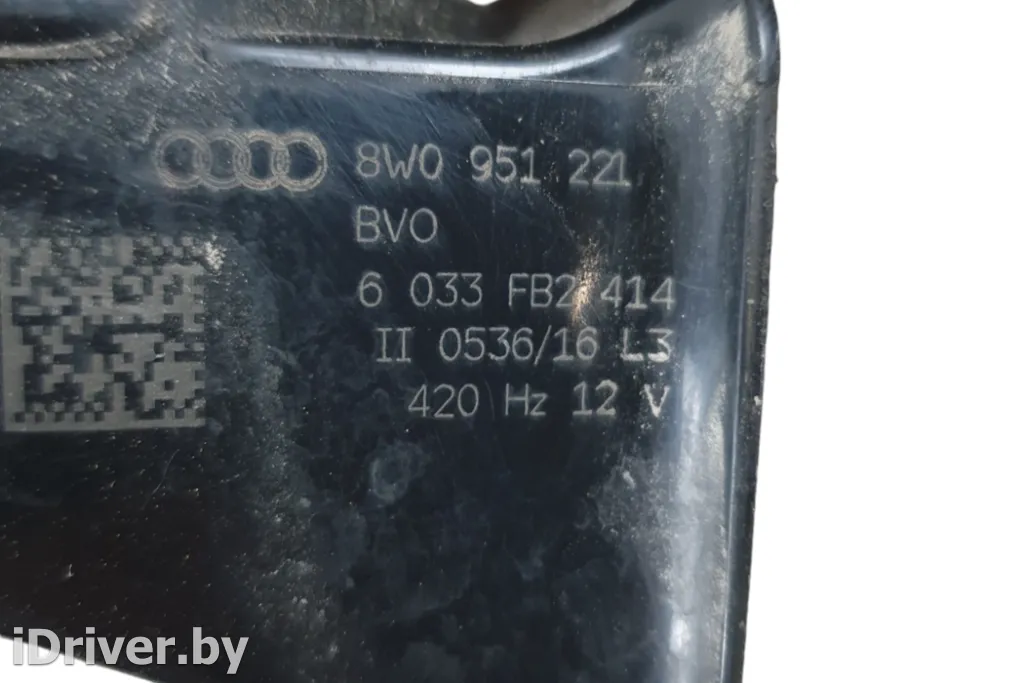 8W0 951 221
BVO
6 033 FB2 414
II 0536/16 L3
420 Hz 12 V
iDriver.by